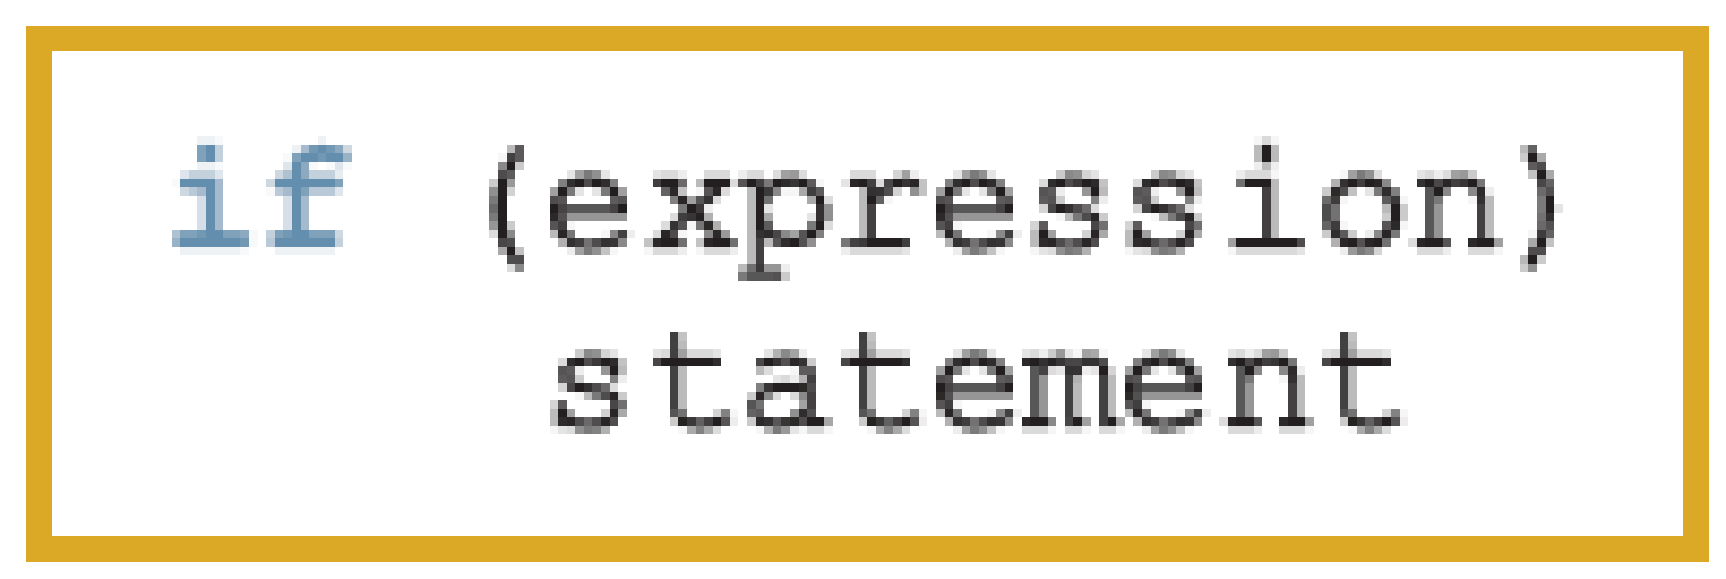 if (expression)
statement